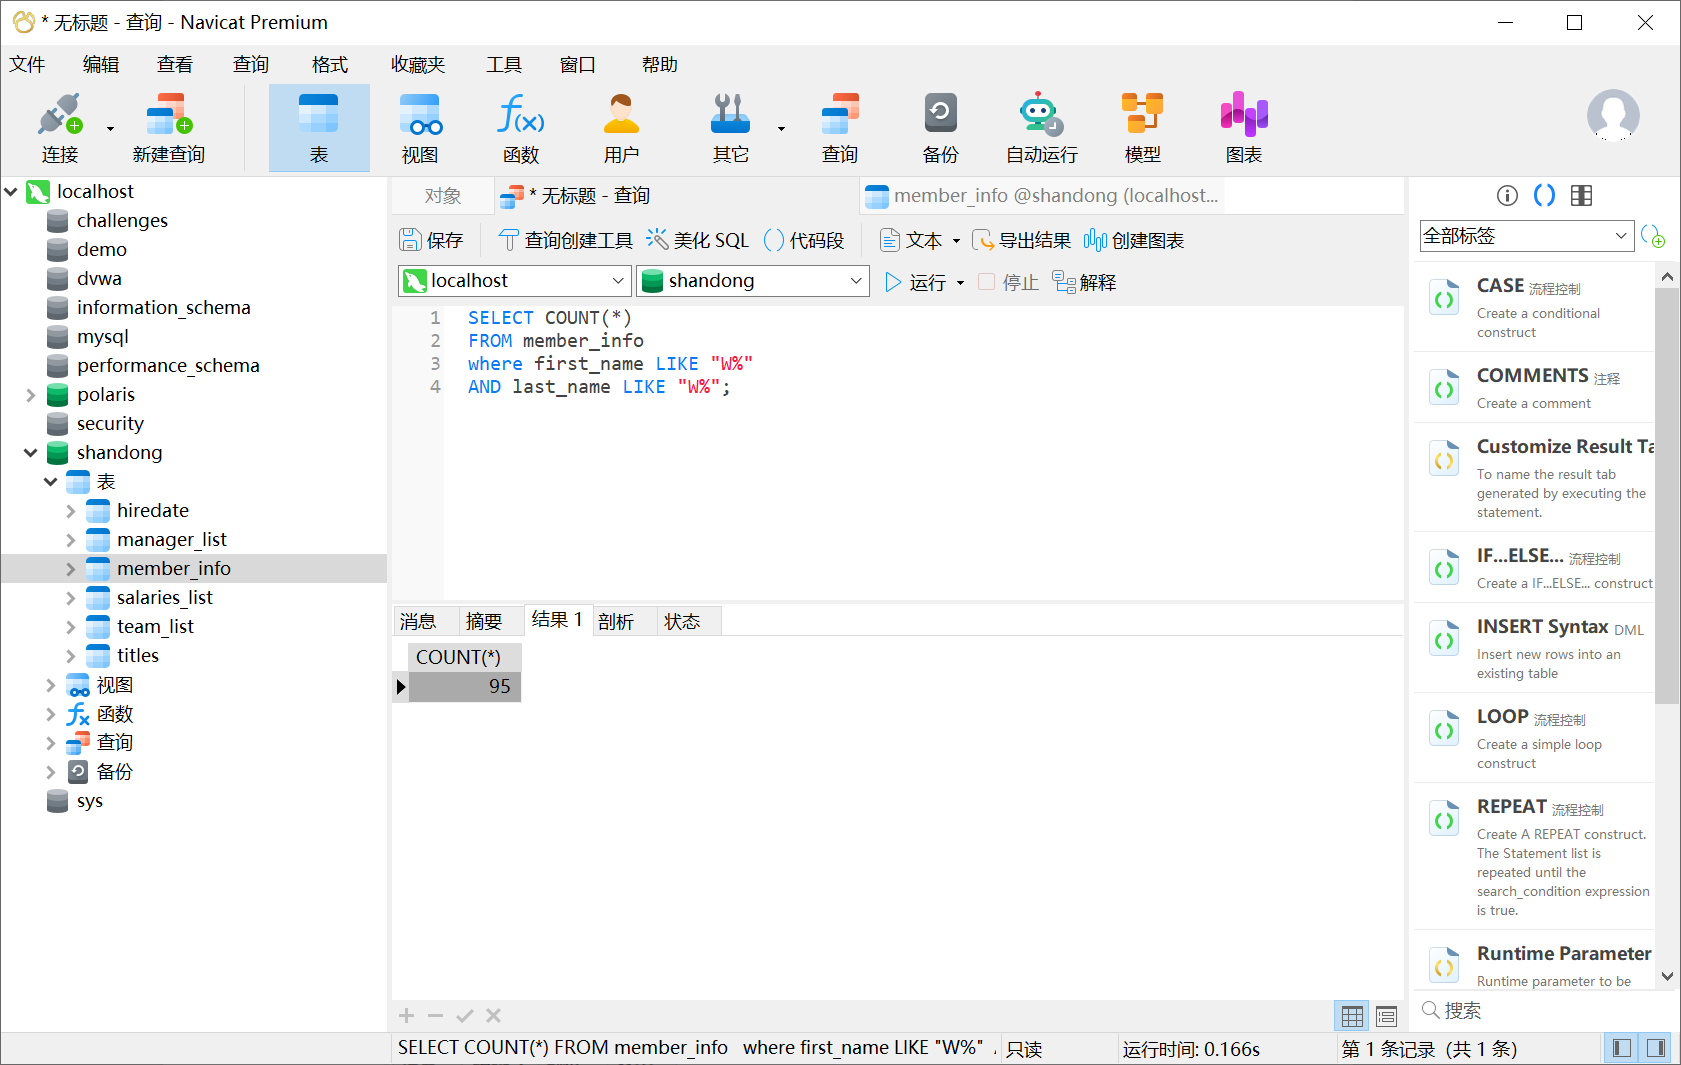 * 无标题 - 查询 - Navicat Premium
文件 编辑 查看 查询 格式 收藏夹 工具 窗口 帮助
连接 新建查询 表 视图 函数 用户 其它 查询 备份 自动运行 模型 图表
localhost
challenges
demo
dvwa
information_schema
mysql
performance_schema
polaris
security
shandong
表
hiredate
manager_list
member_info
salaries_list
team_list
titles
视图
函数
查询
备份
sys
对象 * 无标题 - 查询 member_info @shandong (localhost...
保存 查询创建工具 美化 SQL () 代码段 文本 导出结果 创建图表
localhost shandong 运行 停止 解释
1 SELECT COUNT(*)
2 FROM member_info
3 where first_name LIKE "W%"
4 AND last_name LIKE "W%";
消息 摘要 结果 1 剖析 状态
COUNT(*)
95
全部标签
CASE 流程控制
Create a conditional
construct
COMMENTS 注释
Create a comment
Customize Result Ta
To name the result tab
generated by executing the
statement.
IF...ELSE... 流程控制
Create a IF...ELSE... construct
INSERT Syntax DML
Insert new rows into an
existing table
LOOP 流程控制
Create a simple loop
construct
REPEAT 流程控制
Create A REPEAT construct.
The Statement list is
repeated until the
search_condition expression
is true.
Runtime Parameter
Runtime parameter to be
搜索
SELECT COUNT(*) FROM member_info where first_name LIKE "W%" 只读 运行时间: 0.166s 第 1 条记录 (共 1 条)